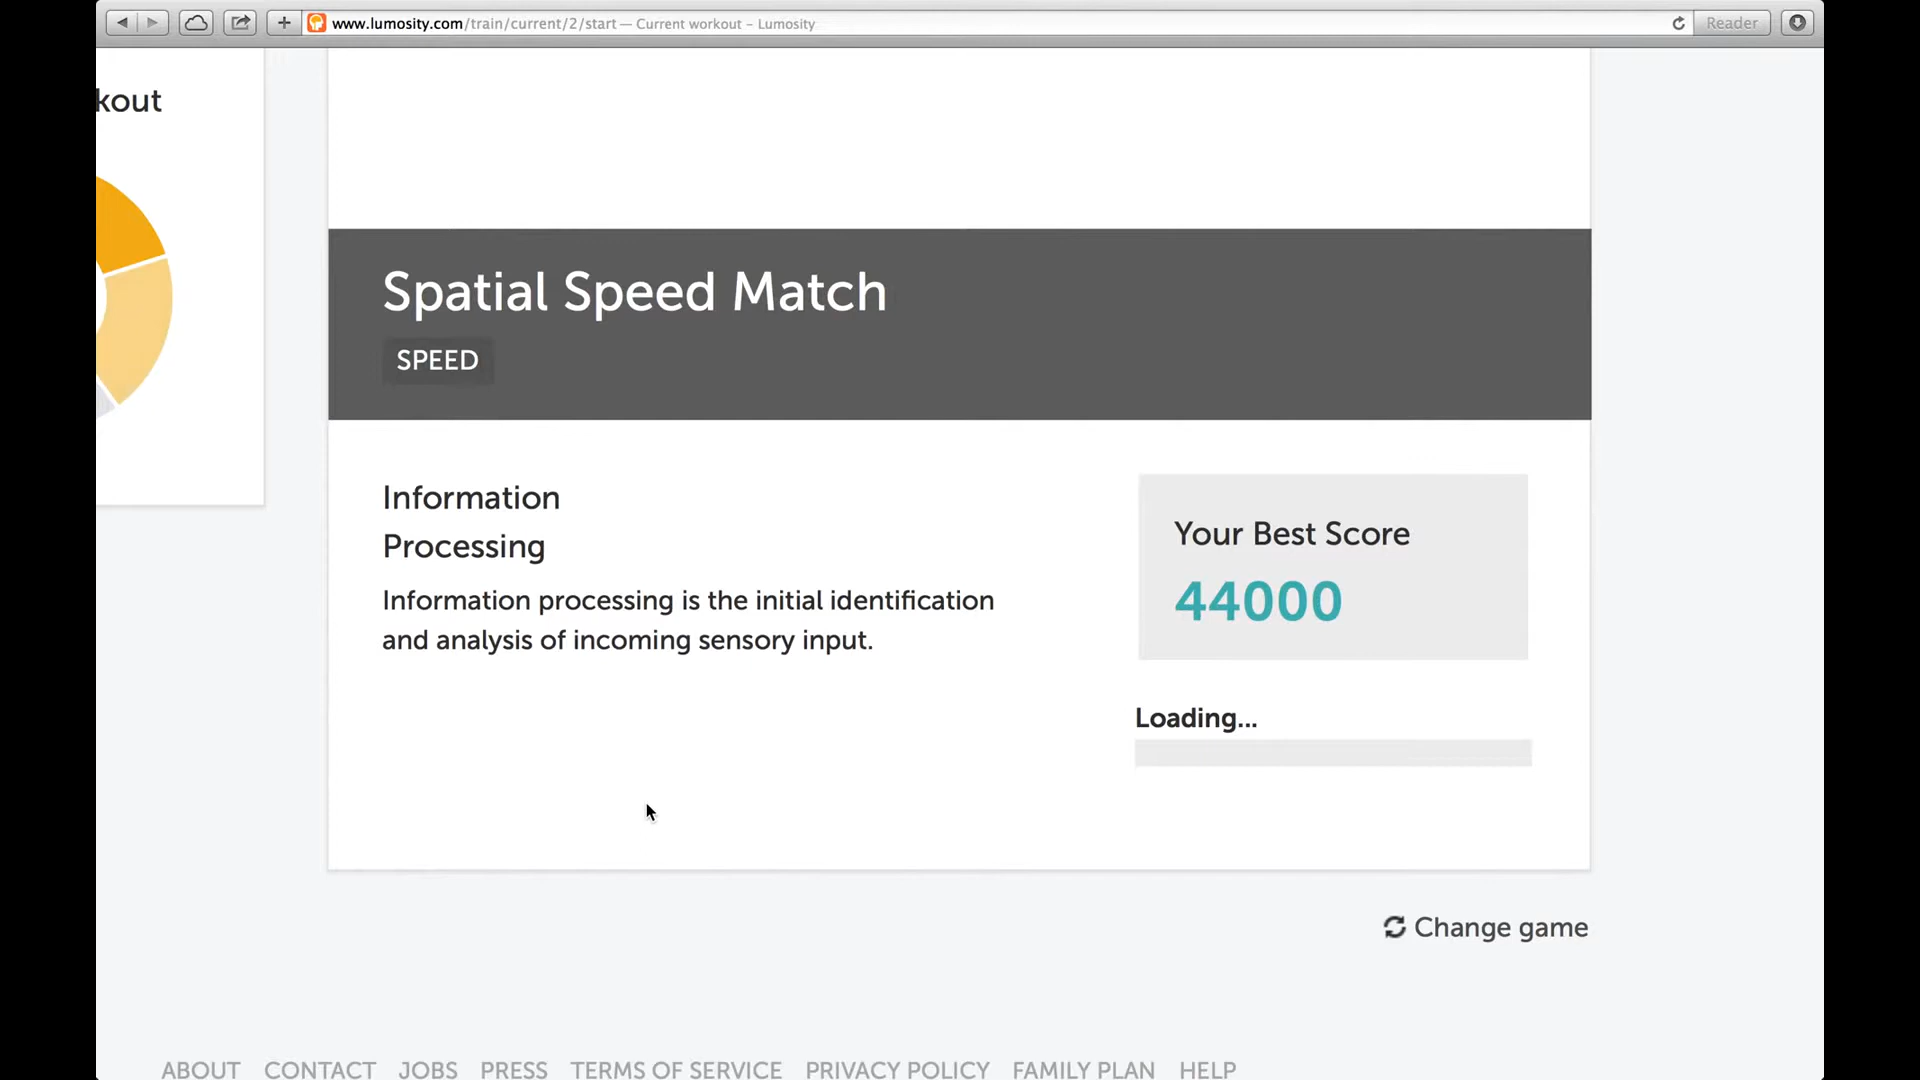 www.lumosity.com/train/current/2/start — Current workout – Lumosity
Reader
kout
Spatial Speed Match
SPEED
Information
Processing
Information processing is the initial identification
and analysis of incoming sensory input.
Your Best Score
44000
Loading...
Change game
ABOUT CONTACT JOBS PRESS TERMS OF SERVICE PRIVACY POLICY FAMILY PLAN HELP